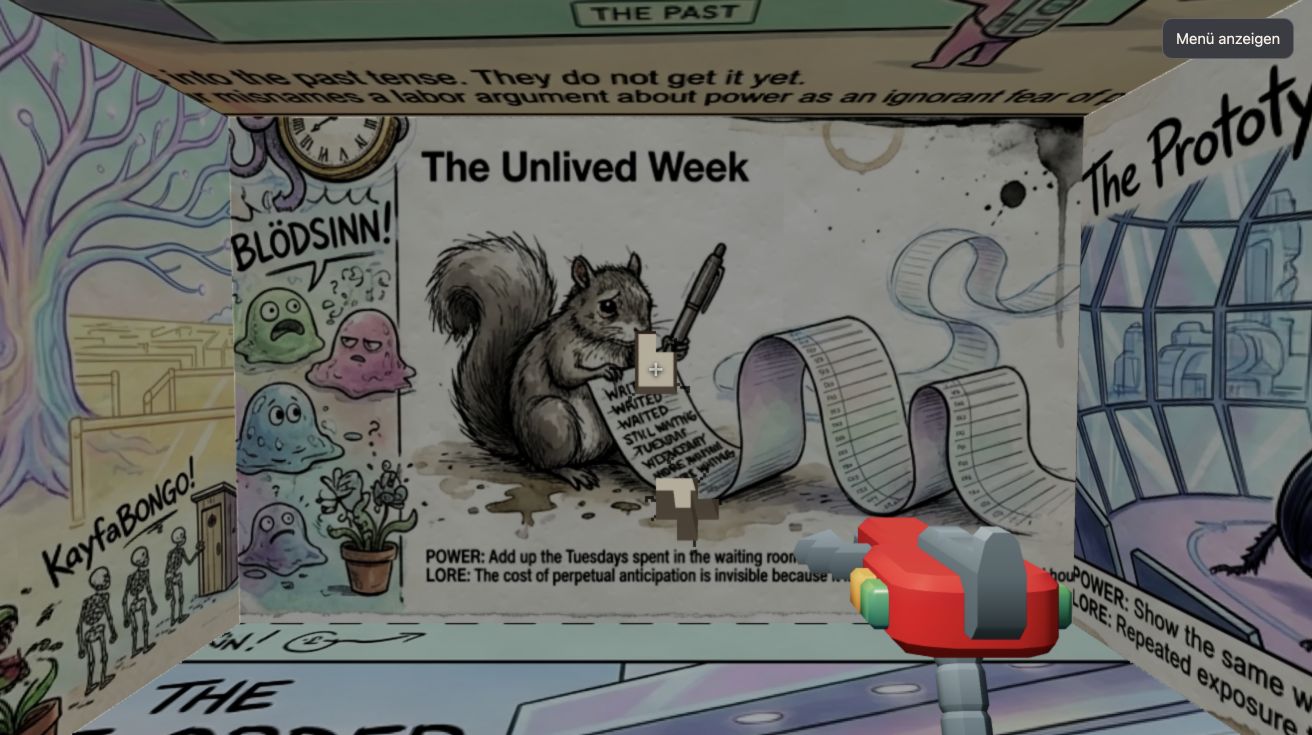 THE PAST
Menü anzeigen
into the past tense. They do not get it yet.
misnames a labor argument about power as an ignorant fear of
The Prototy
The Unlived Week
BLÖDSINN!
WAITED
WAITED
STILL WAITING
TUESDAY
WEDNESDAY
MORE WAITING
WAITING
KayfaBONGO!
POWER: Add up the Tuesdays spent in the waiting room
LORE: The cost of perpetual anticipation is invisible because
POWER: Show the same w
LORE: Repeated exposure
THE